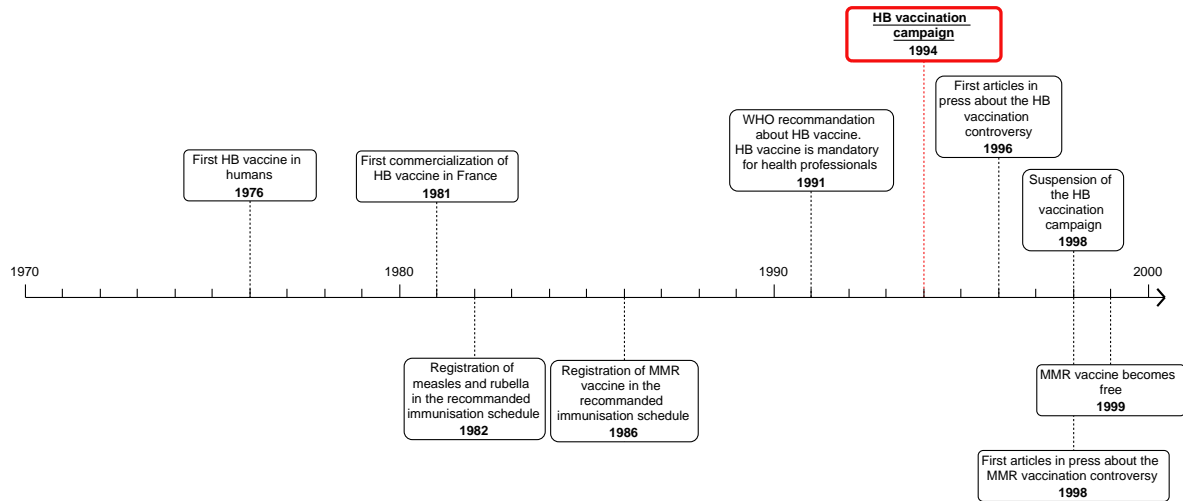 HB vaccination
campaign
1994
First articles in
press about the HB
vaccination
controversy
1996
WHO recommandation
about HB vaccine.
HB vaccine is mandatory
for health professionals
1991
First HB vaccine in
humans
1976
First commercialization of
HB vaccine in France
1981
Suspension of
the HB
vaccination
campaign
1998
1970
1980
1990
2000
Registration of
measles and rubella
in the recommanded
immunisation schedule
1982
Registration of MMR
vaccine in the
recommanded
immunisation schedule
1986
MMR vaccine becomes
free
1999
First articles in press about the
MMR vaccination controversy
1998